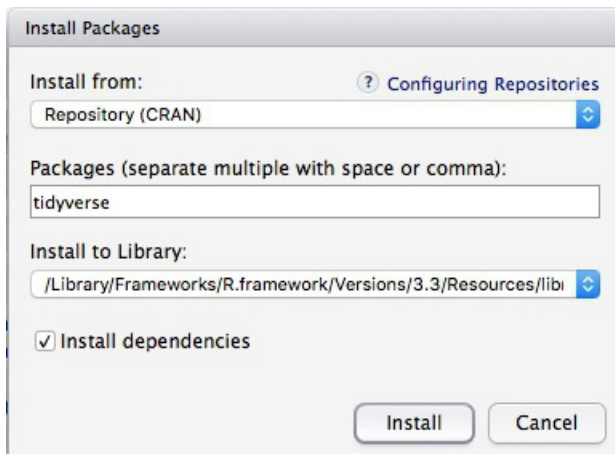 Install Packages
Install from:
? Configuring Repositories
Repository (CRAN)
Packages (separate multiple with space or comma):
tidyverse
Install to Library:
/Library/Frameworks/R.framework/Versions/3.3/Resources/libr
Install dependencies
Install
Cancel